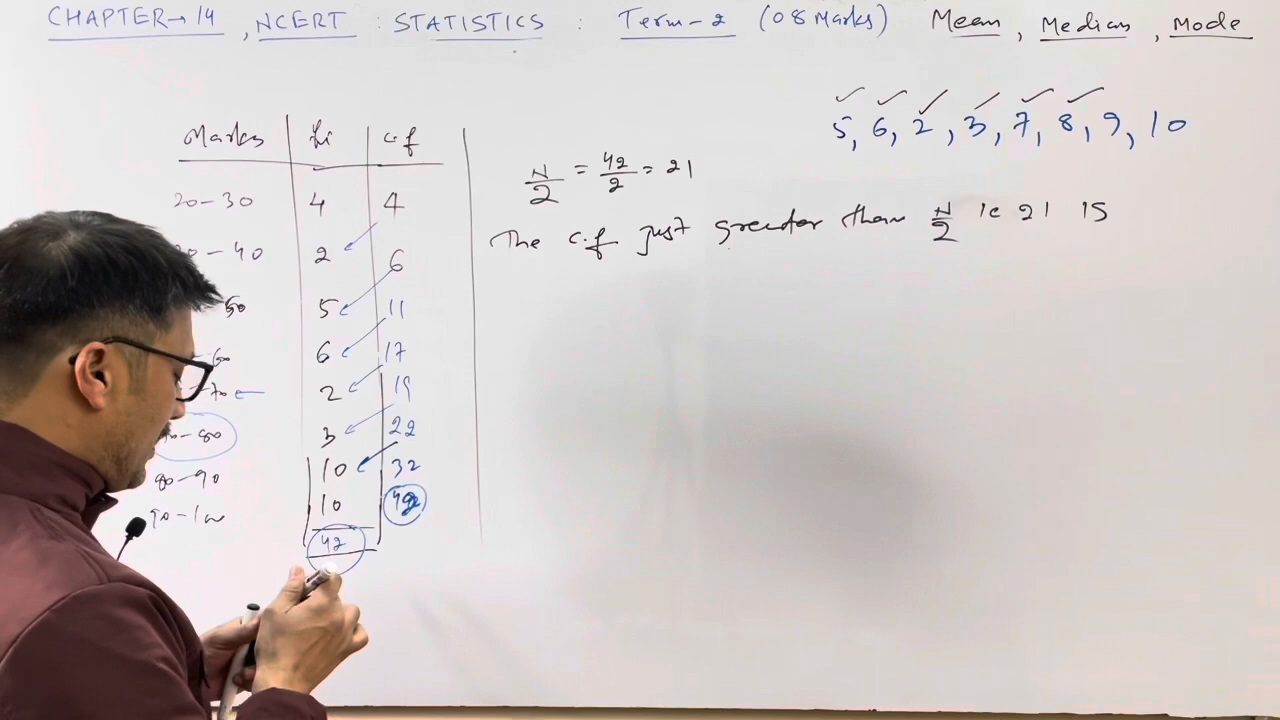 CHAPTER→14, NCERT : STATISTICS : Term-2 (08 Marks) Mean, Median, Mode
5, 6, 2, 3, 7, 8, 9, 10
Marks fi cf
20-30 4 4
-40 2 6
50 5 11
60 6 17
-70 2 19
-80 3 22
80-90 10 32
90-100 10 42
42
N/2 = 42/2 = 21
The c.f just greater than N/2 ie 21 is